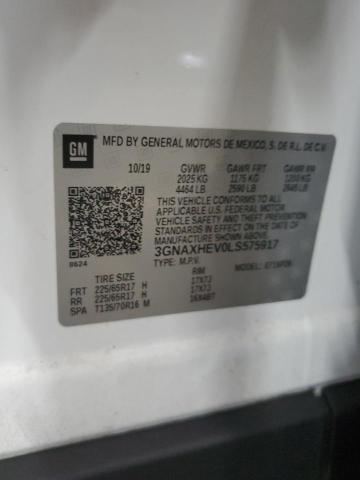 GM
MFD BY GENERAL MOTORS DE MEXICO, S. DE R.L. DE C.V.
10/19 GVWR GAWR FRT GAWR RR
2025 KG 1175 KG 1200 KG
4464 LB 2590 LB 2645 LB
THIS VEHICLE CONFORMS TO ALL
APPLICABLE U.S. FEDERAL MOTOR VEHICLE
SAFETY, BUMPER, AND THEFT PREVENTION
STANDARDS IN EFFECT ON THE DATE OF
MANUFACTURE SHOWN ABOVE.
3GNAXHEV0LS575917
TYPE: M.P.V. MODEL:
8624
TIRE SIZE RIM
FRT 225/65R17 H 17X7J
RR 225/65R17 H 17X7J
SPA T135/70R16 M 16X4BT